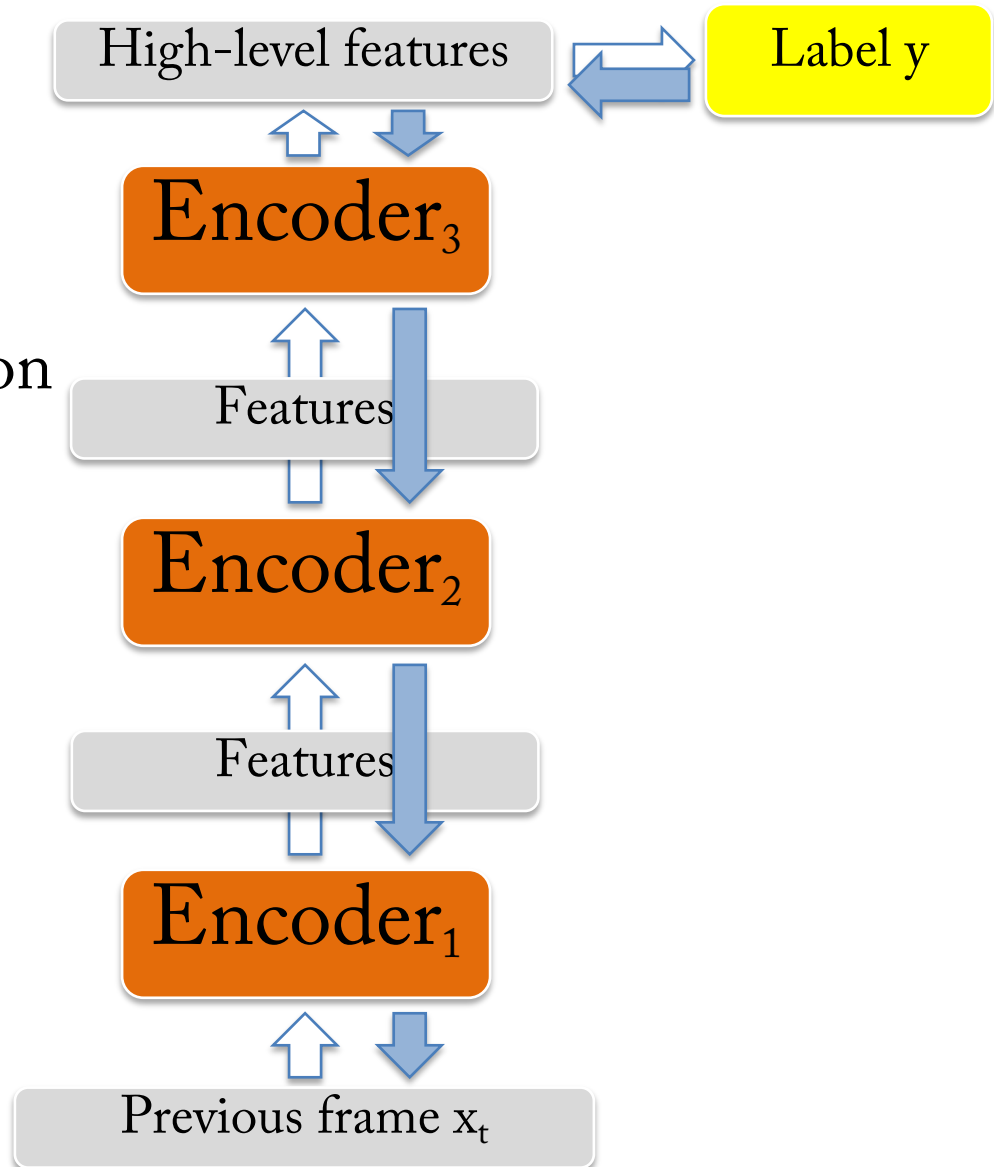 High-level features
Label y
Encoder₃
on
Features
Encoder₂
Features
Encoder₁
Previous frame xₜ